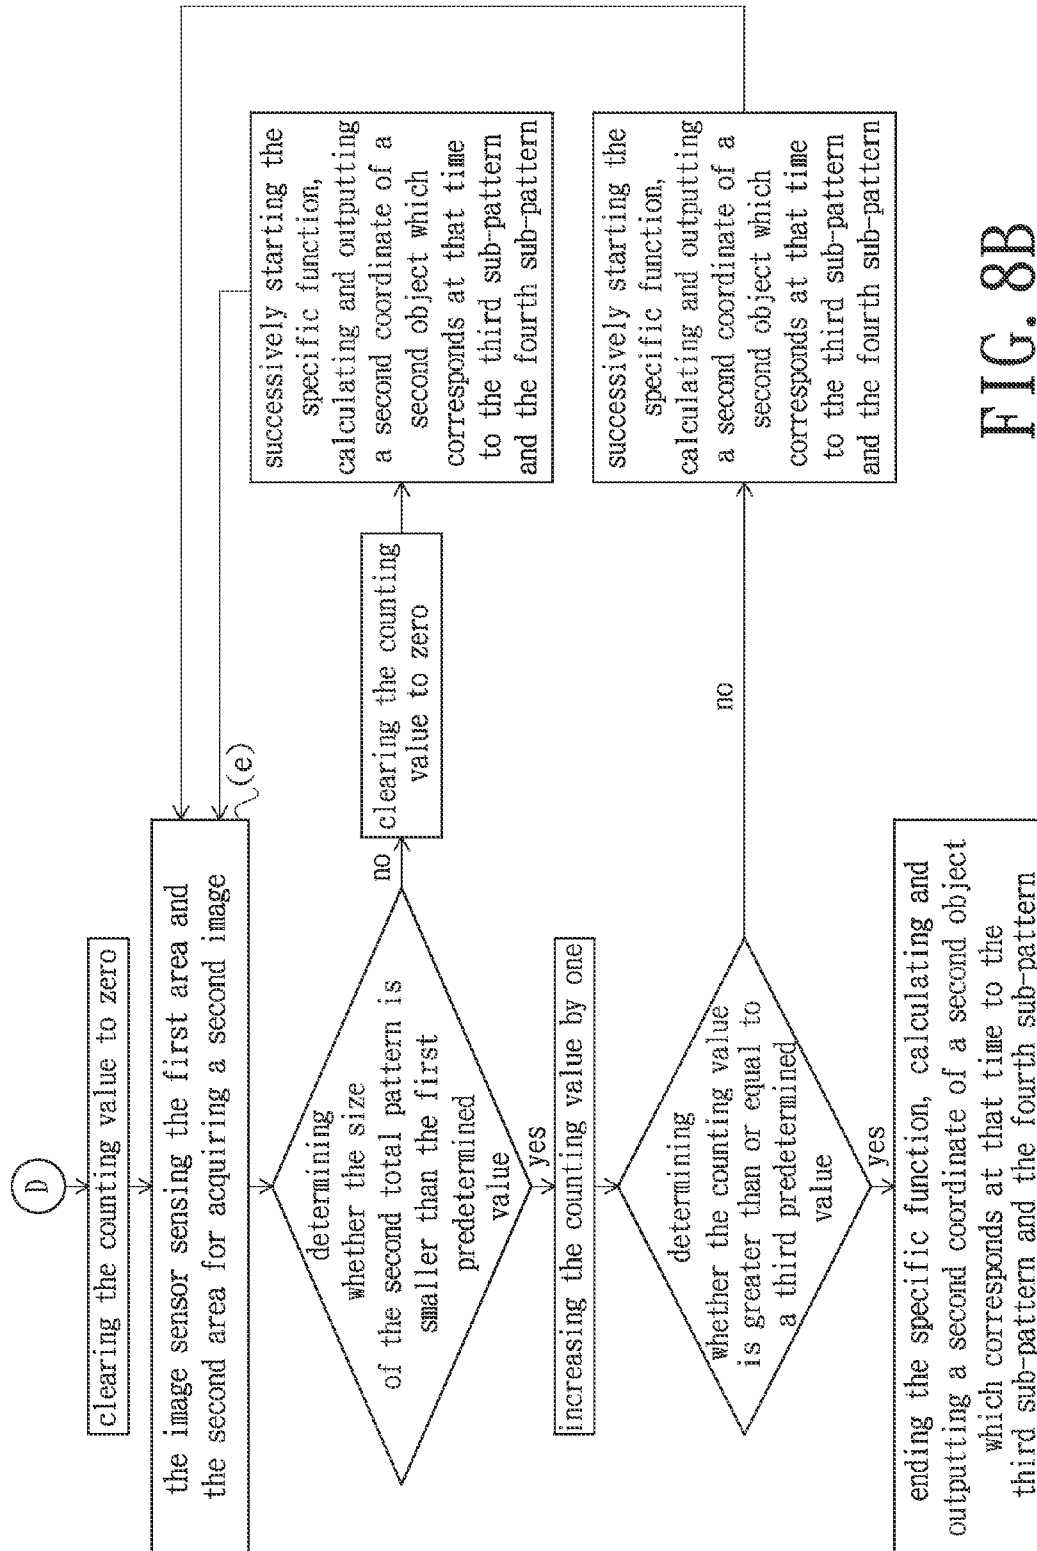 D
clearing the counting value to zero
the image sensor sensing the first area and
the second area for acquiring a second image
(e)
determining
whether the size
of the second total pattern is
smaller than the first
predetermined
value
no
clearing the counting
value to zero
successively starting the
specific function,
calculating and outputting
a second coordinate of a
second object which
corresponds at that time
to the third sub-pattern
and the fourth sub-pattern
yes
increasing the counting value by one
determining
whether the counting value
is greater than or equal to
a third predetermined
value
no
successively starting the
specific function,
calculating and outputting
a second coordinate of a
second object which
corresponds at that time
to the third sub-pattern
and the fourth sub-pattern
yes
ending the specific function, calculating and
outputting a second coordinate of a second object
which corresponds at that time to the
third sub-pattern and the fourth sub-pattern
FIG. 8B